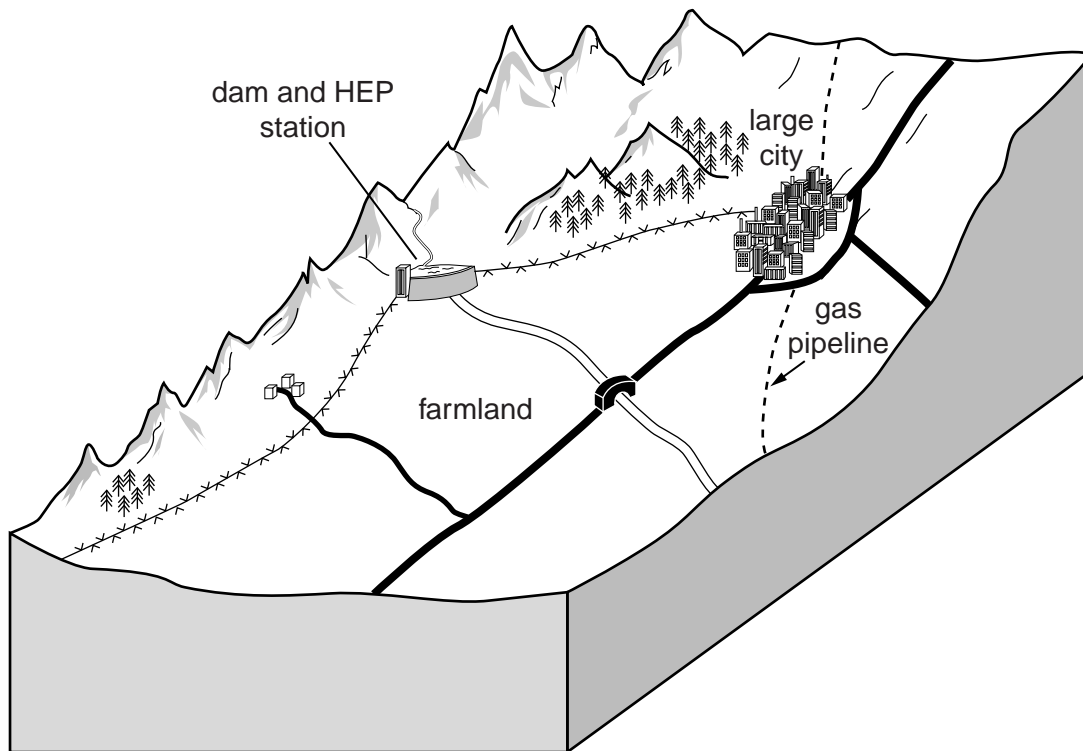 dam and HEP
station
large
city
gas
pipeline
farmland